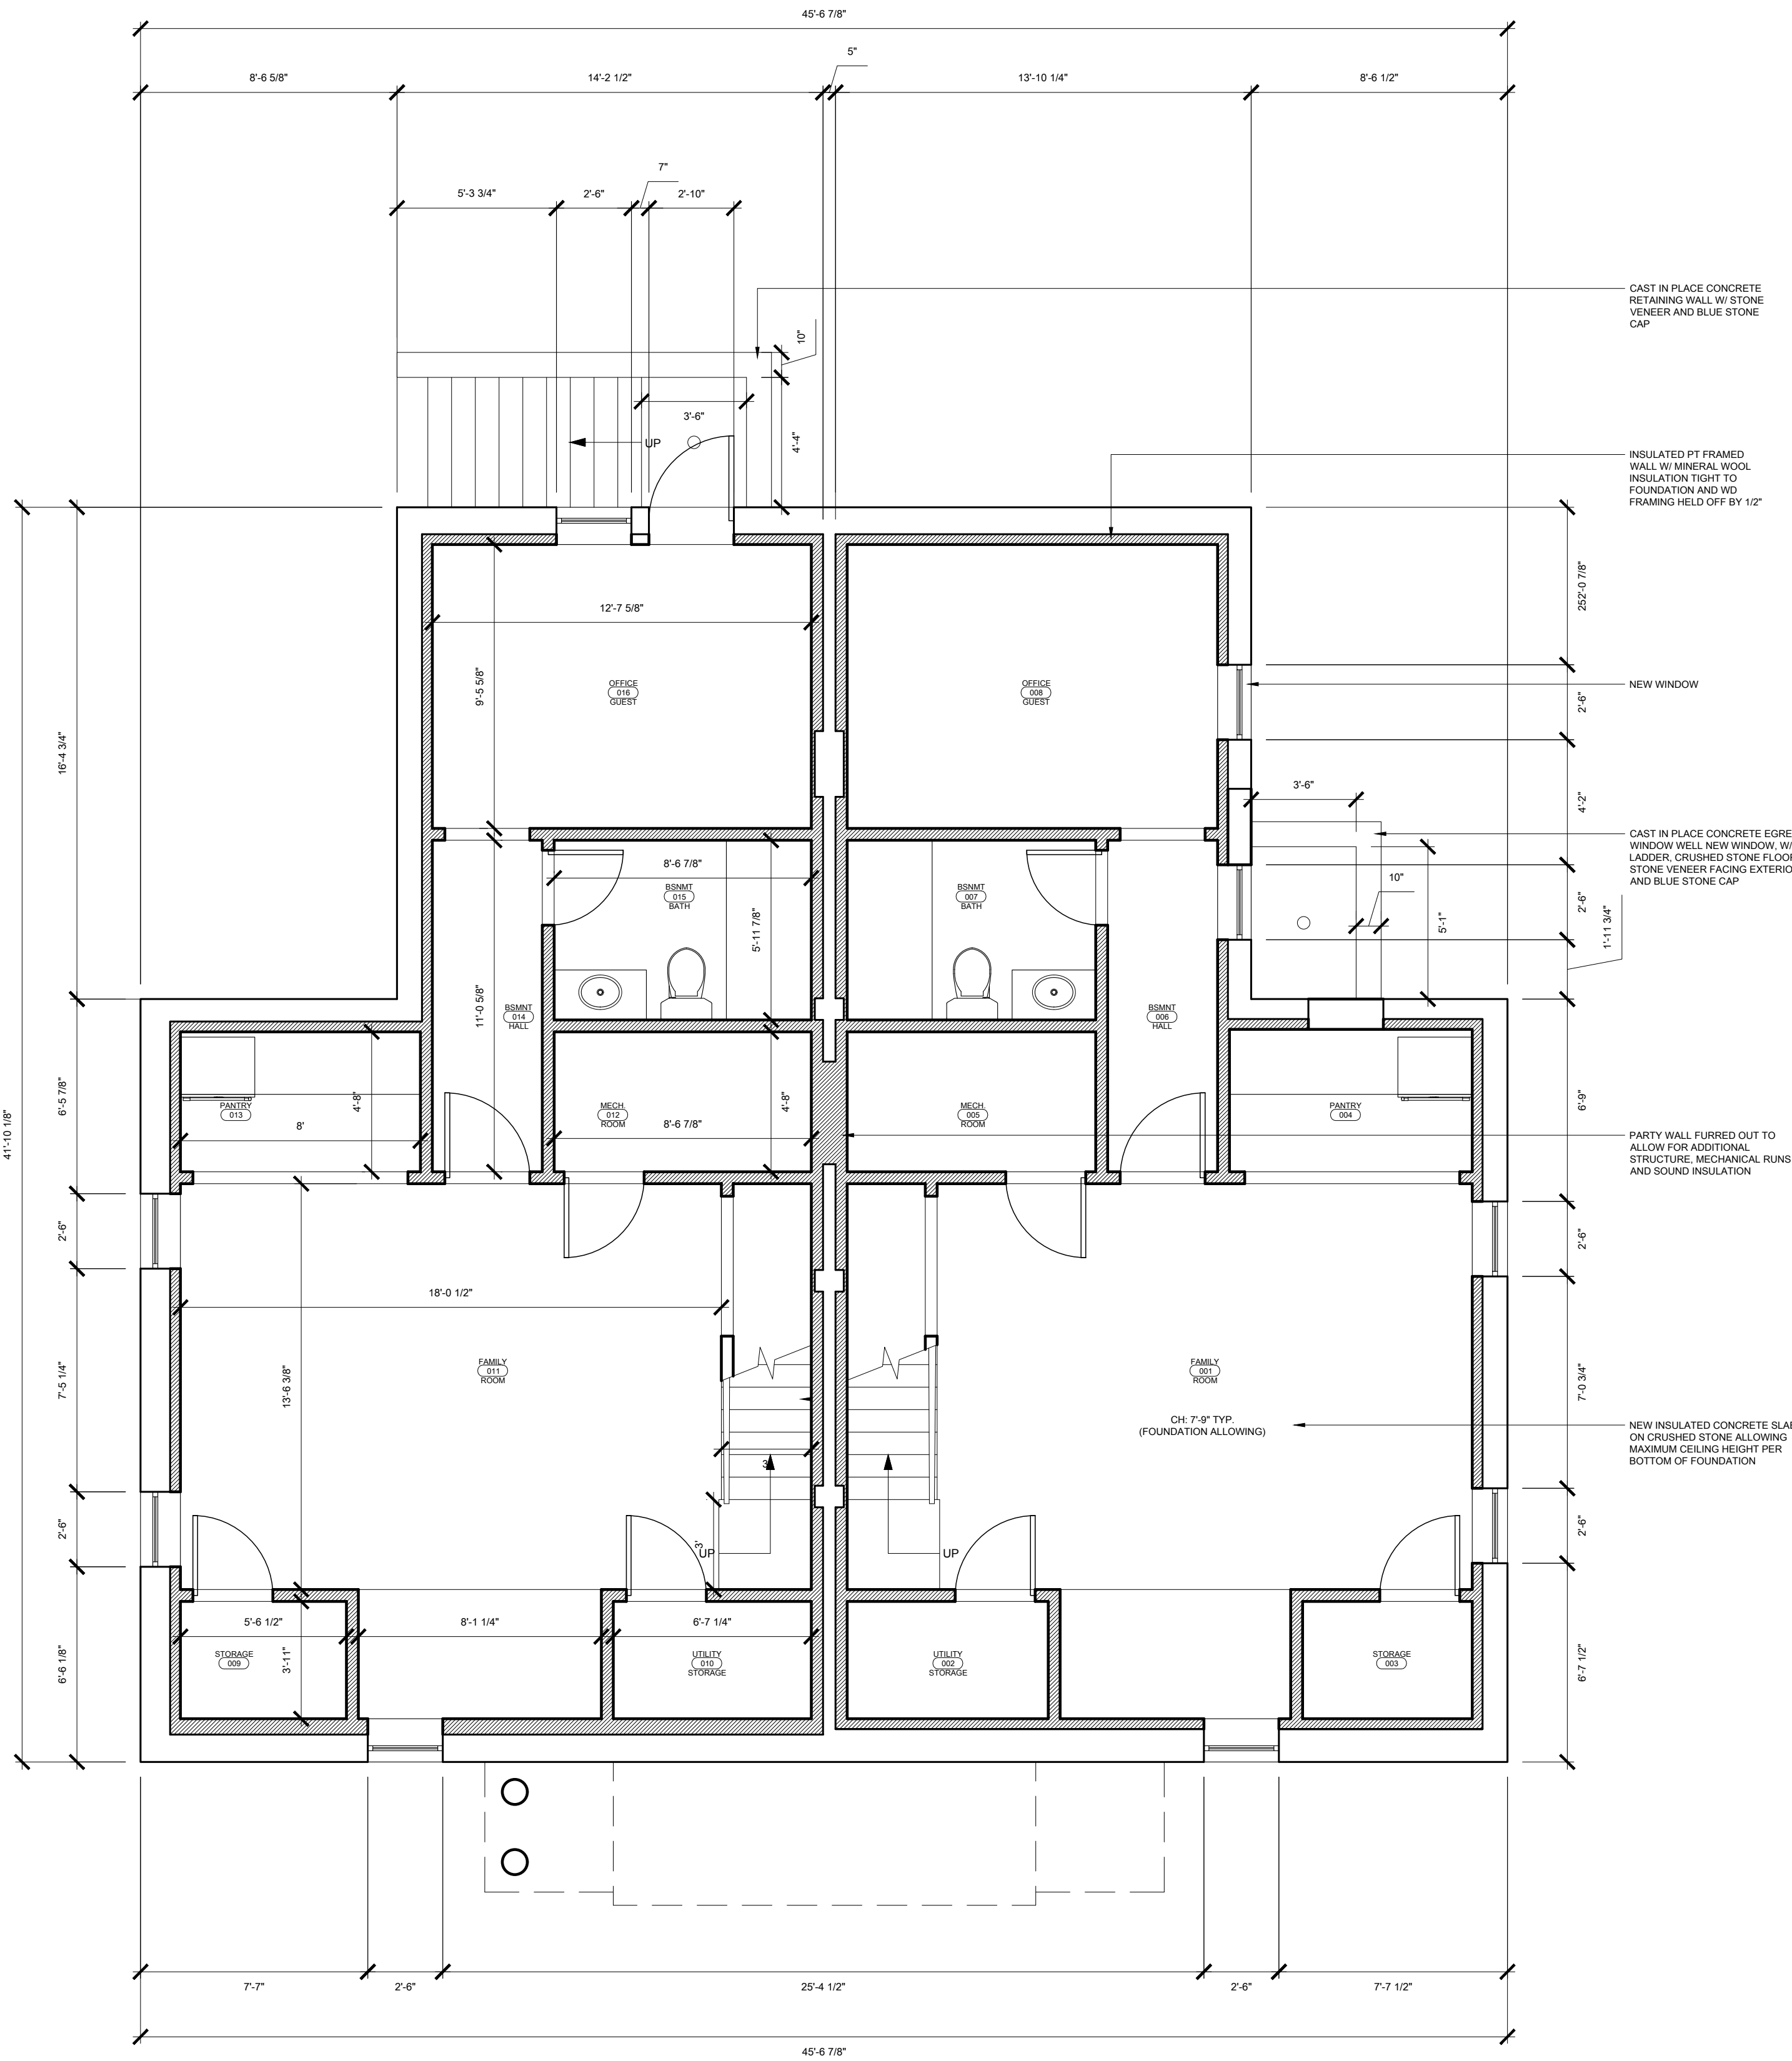 45'-6 7/8"
5"
8'-6 5/8"
14'-2 1/2"
13'-10 1/4"
8'-6 1/2"
7"
5'-3 3/4"
2'-6"
2'-10"
CAST IN PLACE CONCRETE
RETAINING WALL W/ STONE
VENEER AND BLUE STONE
CAP
10"
3'-6"
UP
4'-4"
INSULATED PT FRAMED
WALL W/ MINERAL WOOL
INSULATION TIGHT TO
FOUNDATION AND WD
FRAMING HELD OFF BY 1/2"
252'-0 7/8"
12'-7 5/8"
9'-5 5/8"
OFFICE
016
GUEST
OFFICE
008
GUEST
NEW WINDOW
2'-6"
16'-4 3/4"
3'-6"
4'-2"
CAST IN PLACE CONCRETE EGRE
WINDOW WELL NEW WINDOW, W/
LADDER, CRUSHED STONE FLOO
STONE VENEER FACING EXTERIO
AND BLUE STONE CAP
8'-6 7/8"
BSNMT
015
BATH
BSNMT
007
BATH
10"
2'-6"
5'-1"
1'-11 3/4"
5'-11 7/8"
11'-0 5/8"
BSMNT
014
HALL
BSMNT
006
HALL
41'-10 1/8"
6'-5 7/8"
PANTRY
013
4'-8"
8'
MECH.
012
ROOM
8'-6 7/8"
4'-8"
MECH.
005
ROOM
PANTRY
004
6'-9"
PARTY WALL FURRED OUT TO
ALLOW FOR ADDITIONAL
STRUCTURE, MECHANICAL RUNS
AND SOUND INSULATION
2'-6"
2'-6"
18'-0 1/2"
7'-5 1/4"
13'-6 3/8"
FAMILY
011
ROOM
FAMILY
001
ROOM
7'-0 3/4"
CH: 7'-9" TYP.
(FOUNDATION ALLOWING)
NEW INSULATED CONCRETE SLA
ON CRUSHED STONE ALLOWING
MAXIMUM CEILING HEIGHT PER
BOTTOM OF FOUNDATION
2'-6"
3'
UP
UP
2'-6"
5'-6 1/2"
8'-1 1/4"
6'-7 1/4"
6'-6 1/8"
STORAGE
009
3'-11"
UTILITY
010
STORAGE
UTILITY
002
STORAGE
STORAGE
003
6'-7 1/2"
7'-7"
2'-6"
25'-4 1/2"
2'-6"
7'-7 1/2"
45'-6 7/8"